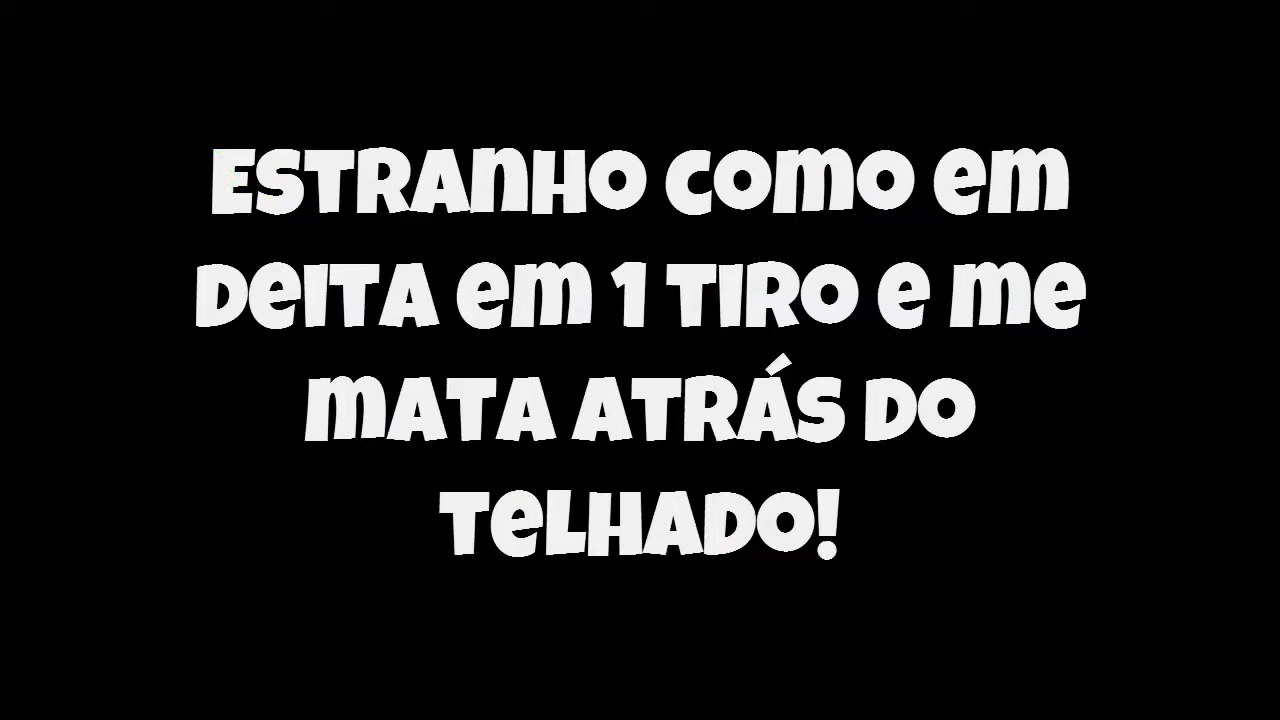 ESTRANHO COMO EM
DEITA EM 1 TIRO E ME
MATA ATRÁS DO
TELHADO!